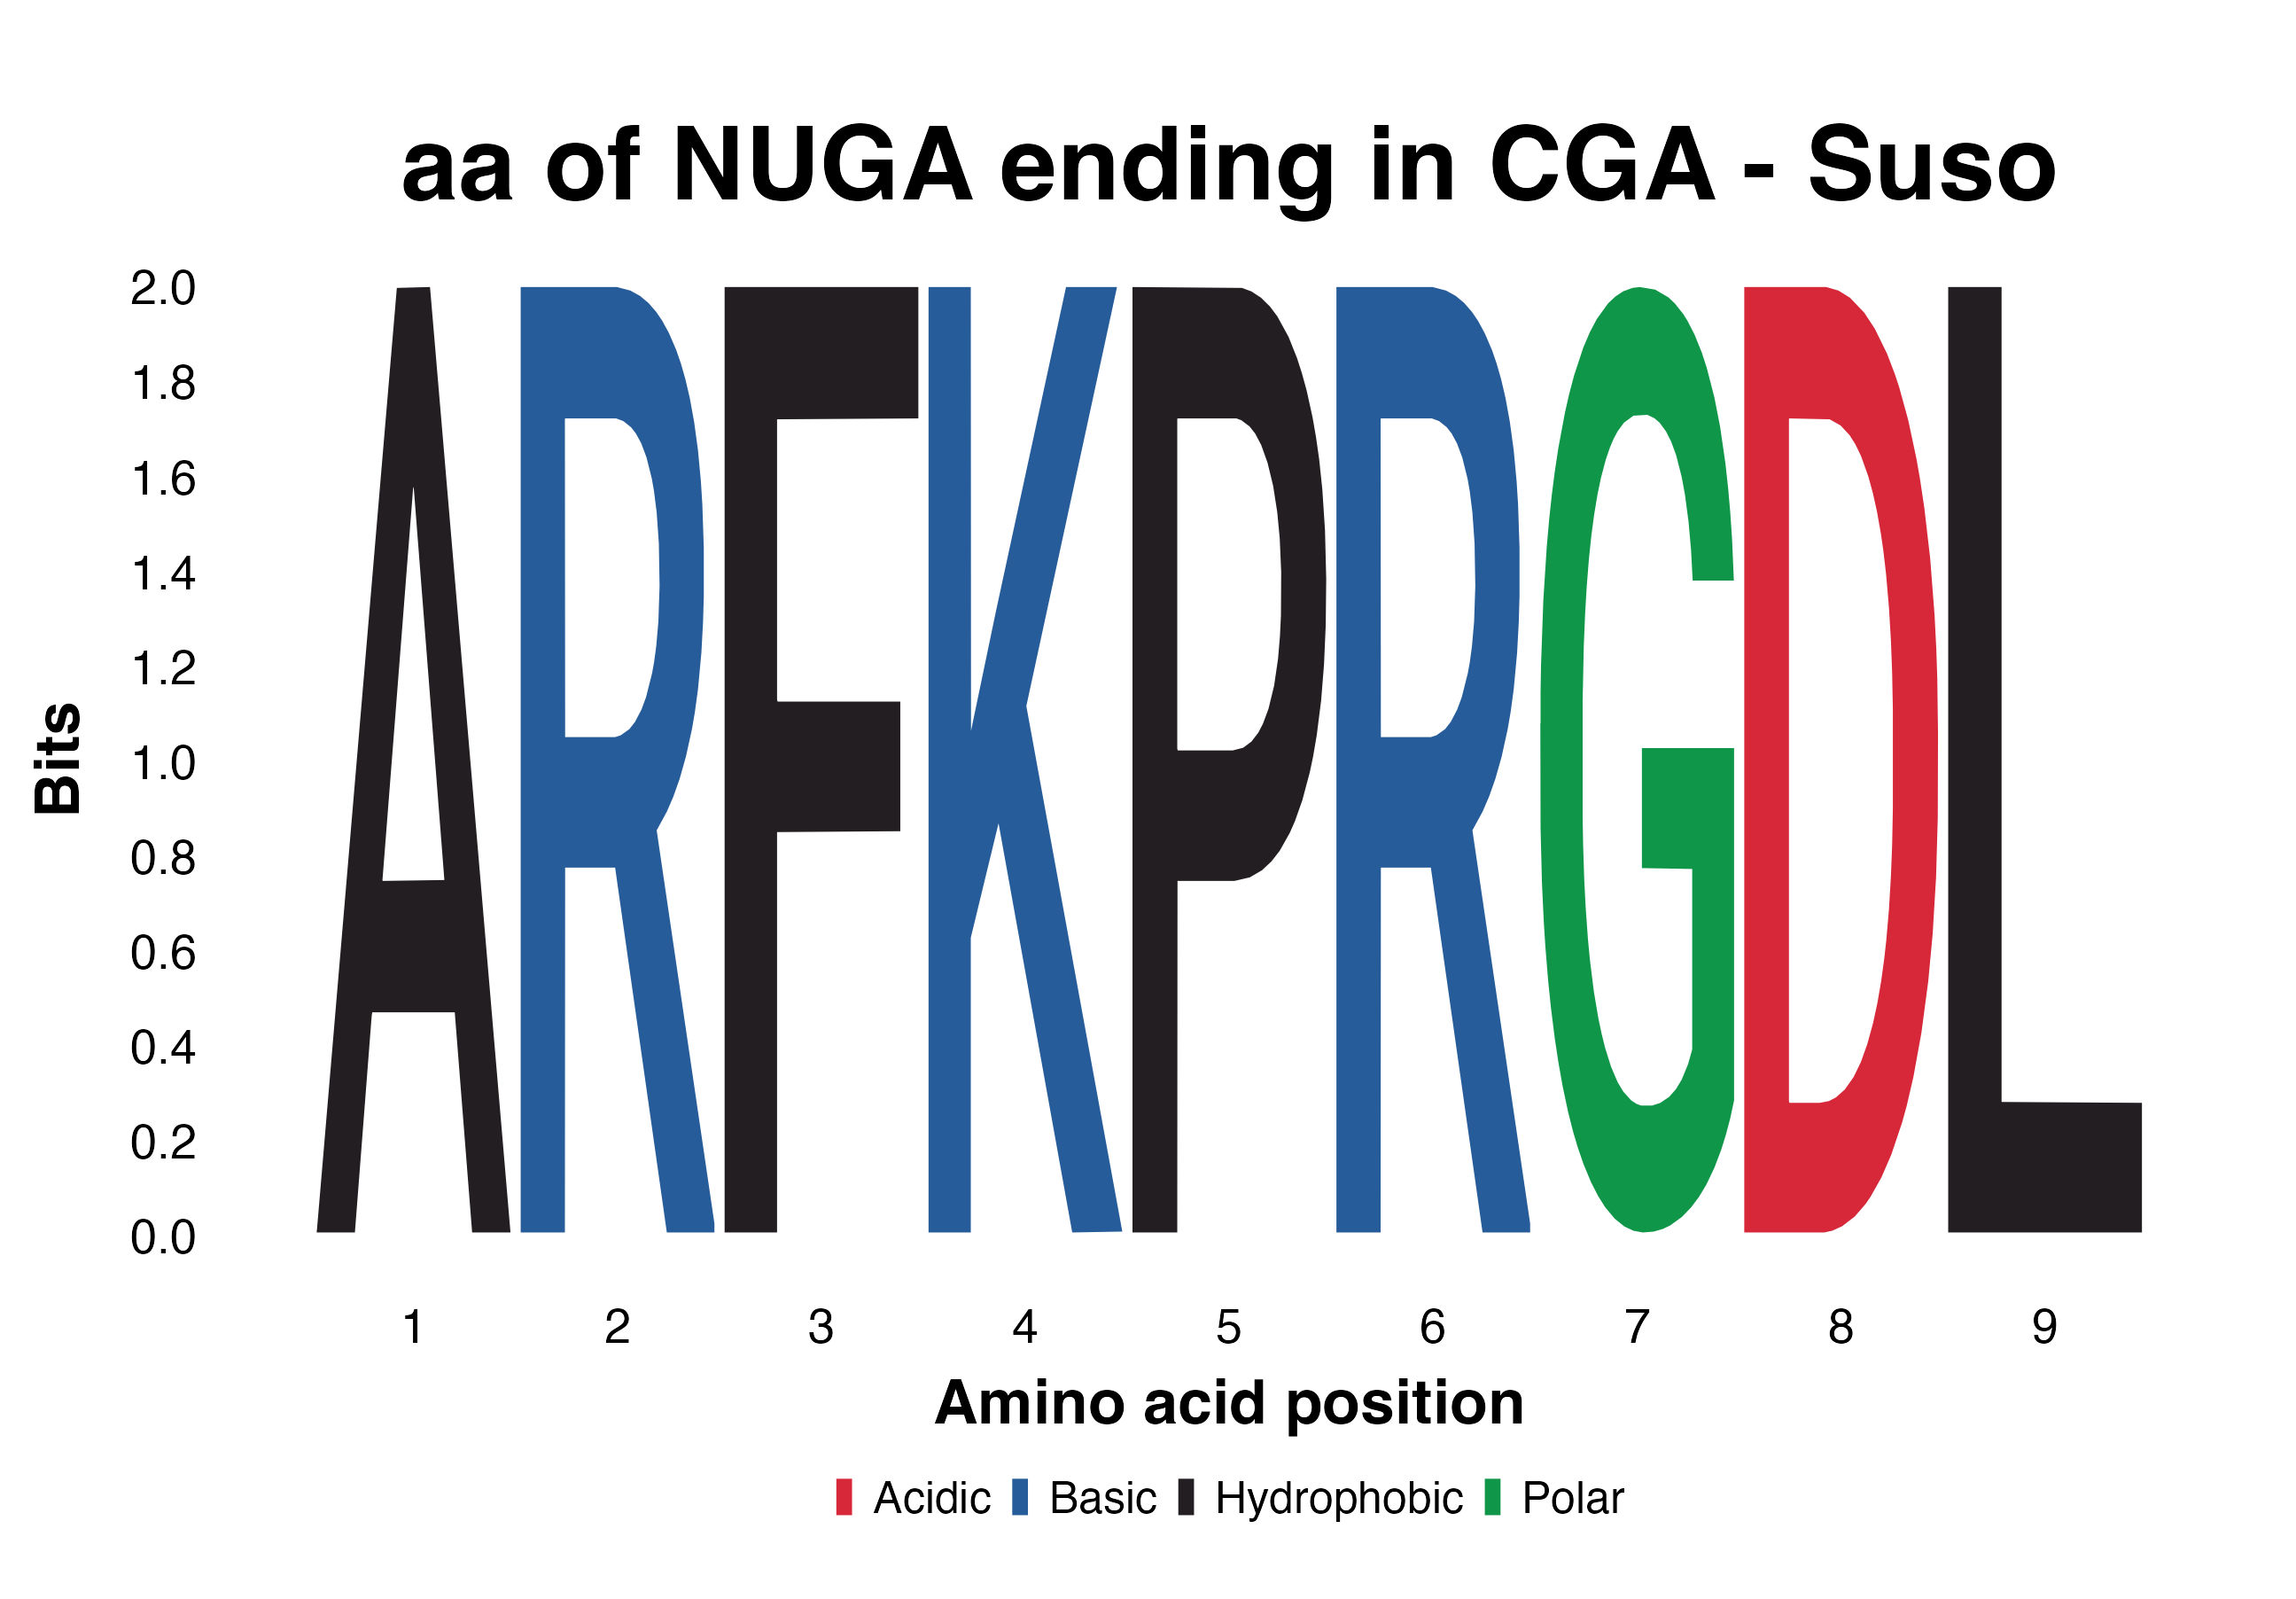 aa of NUGA ending in CGA - Suso
2.0
1.8
1.6
1.4
1.2
1.0
0.8
0.6
0.4
0.2
0.0
Bits
ARFKPRGDL
1 2 3 4 5 6 7 8 9
Amino acid position
Acidic Basic Hydrophobic Polar